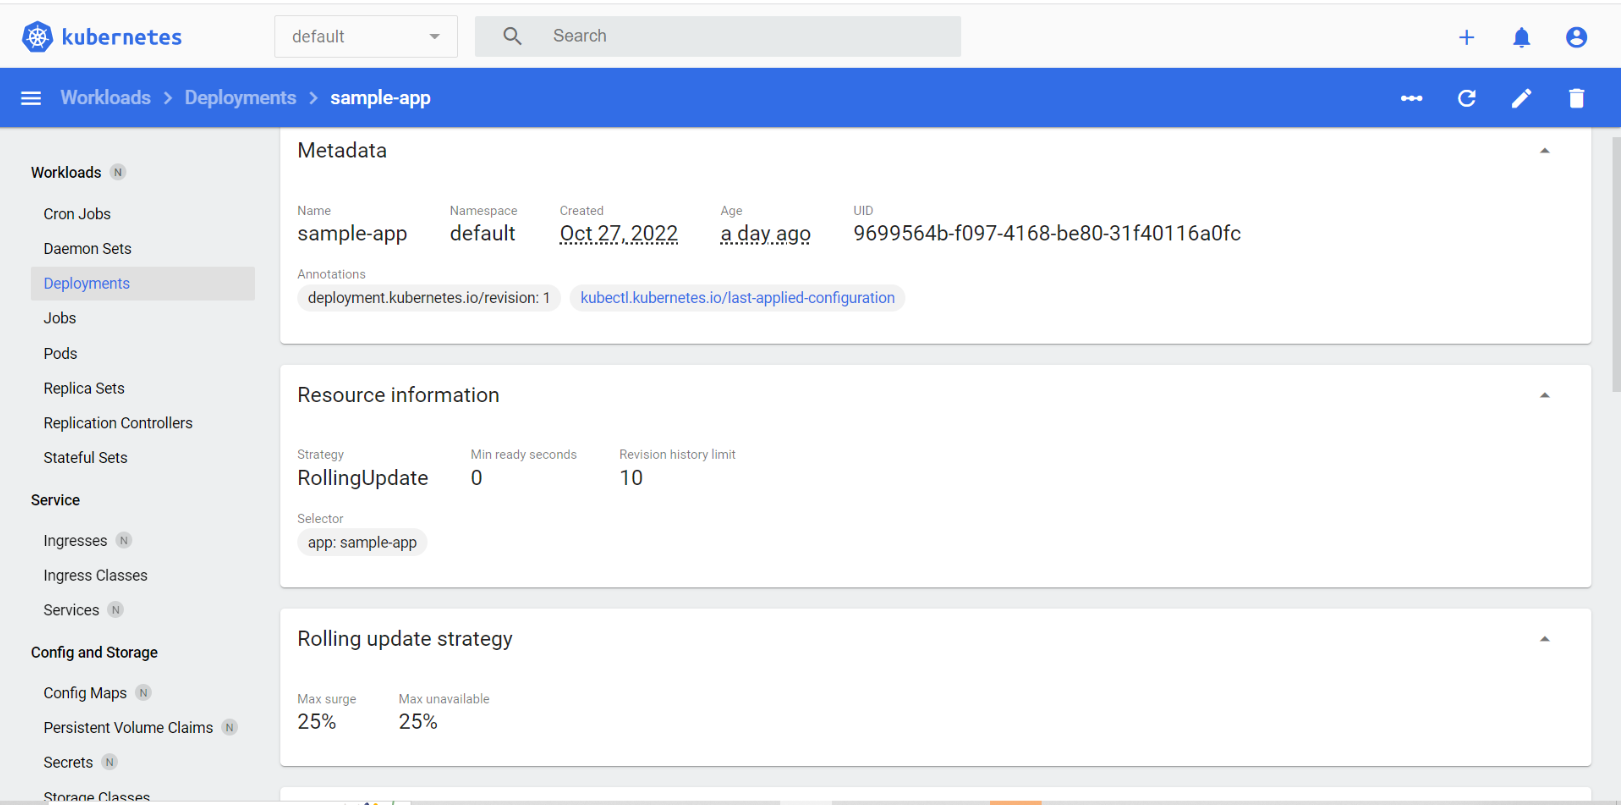 kubernetes
default
Search
Workloads > Deployments > sample-app
Workloads N
Cron Jobs
Daemon Sets
Deployments
Jobs
Pods
Replica Sets
Replication Controllers
Stateful Sets
Service
Ingresses N
Ingress Classes
Services N
Config and Storage
Config Maps N
Persistent Volume Claims N
Secrets N
Storage Classes
Metadata
Name Namespace Created Age UID
sample-app default Oct 27, 2022 a day ago 9699564b-f097-4168-be80-31f40116a0fc
Annotations
deployment.kubernetes.io/revision: 1 kubectl.kubernetes.io/last-applied-configuration
Resource information
Strategy Min ready seconds Revision history limit
RollingUpdate 0 10
Selector
app: sample-app
Rolling update strategy
Max surge Max unavailable
25% 25%